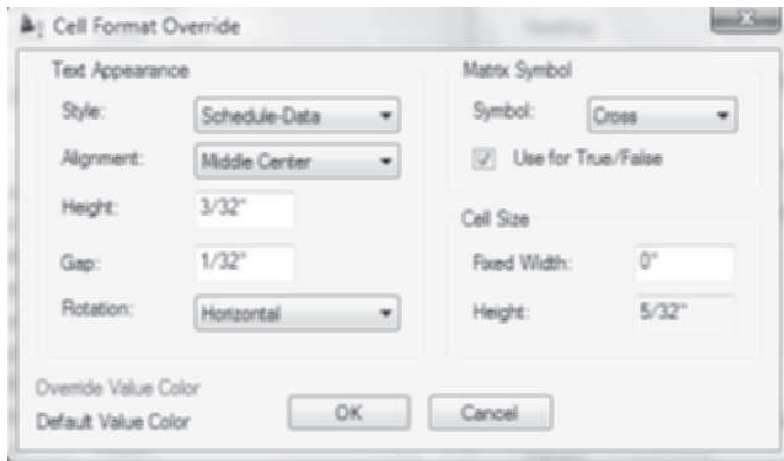 Cell Format Override
Text Appearance
Style: Schedule-Data
Alignment: Middle Center
Height: 3/32"
Gap: 1/32"
Rotation: Horizontal
Matrix Symbol
Symbol: Cross
Use for True/False
Cell Size
Fixed Width: 0"
Height: 5/32"
Override Value Color
Default Value Color
OK
Cancel